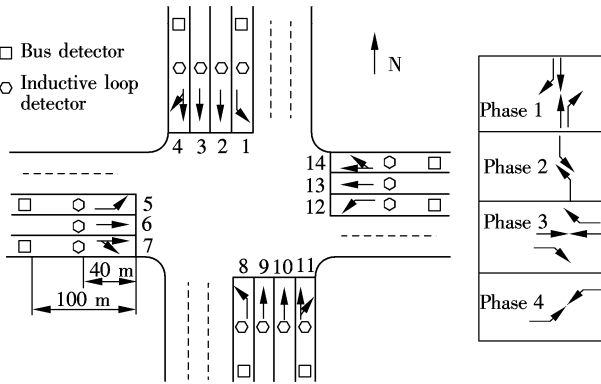 Bus detector
Inductive loop
detector
N
4 3 2 1
14
13
12
5
6
7
40 m
100 m
8 9 10 11
Phase 1
Phase 2
Phase 3
Phase 4